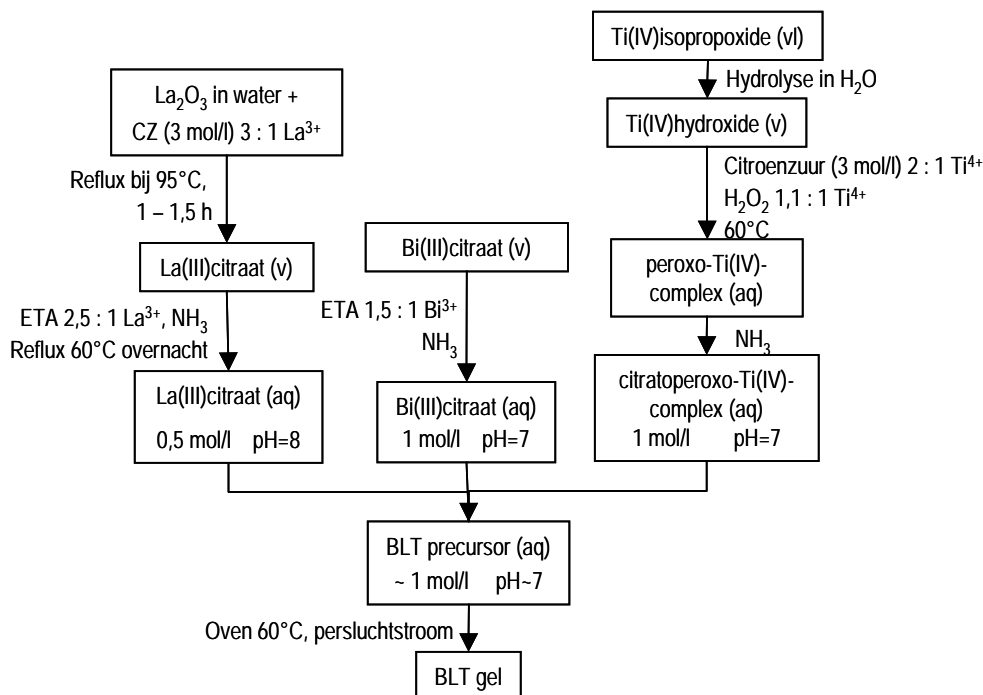 Ti(IV)isopropoxide (vl)
Hydrolyse in H₂O
Ti(IV)hydroxide (v)
Citroenzuur (3 mol/l) 2 : 1 Ti⁴⁺
H₂O₂ 1,1 : 1 Ti⁴⁺
60°C
peroxo-Ti(IV)-
complex (aq)
NH₃
citratoperoxo-Ti(IV)-
complex (aq)
1 mol/l pH=7
La₂O₃ in water +
CZ (3 mol/l) 3 : 1 La³⁺
Reflux bij 95°C,
1 – 1,5 h
La(III)citraat (v)
ETA 2,5 : 1 La³⁺, NH₃
Reflux 60°C overnacht
La(III)citraat (aq)
0,5 mol/l pH=8
Bi(III)citraat (v)
ETA 1,5 : 1 Bi³⁺
NH₃
Bi(III)citraat (aq)
1 mol/l pH=7
BLT precursor (aq)
~ 1 mol/l pH~7
Oven 60°C, persluchtstroom
BLT gel